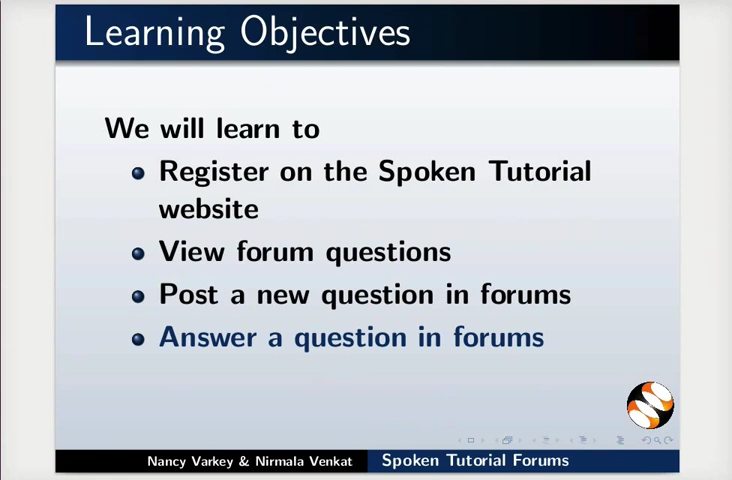 Learning Objectives
We will learn to
Register on the Spoken Tutorial
website
View forum questions
Post a new question in forums
Answer a question in forums
Nancy Varkey & Nirmala Venkat
Spoken Tutorial Forums